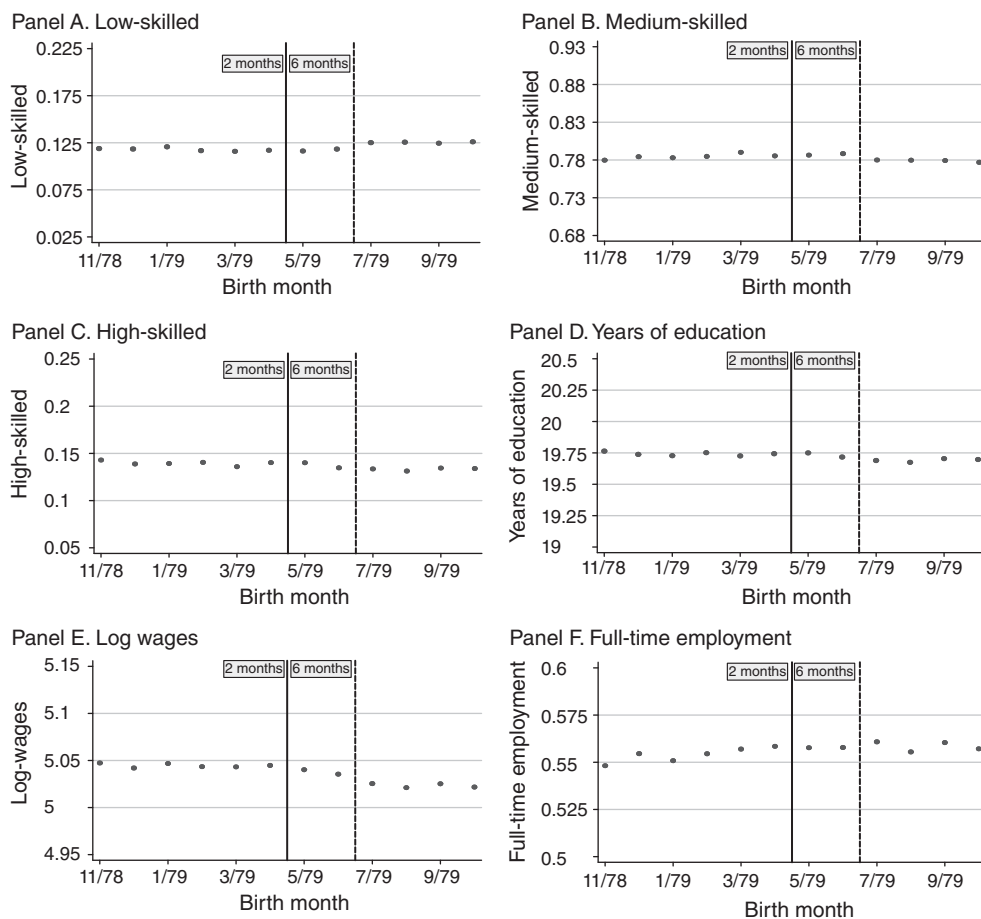 Panel A. Low-skilled
0.225
0.175
0.125
0.075
0.025
Low-skilled
2 months
6 months
11/78 1/79 3/79 5/79 7/79 9/79
Birth month
Panel B. Medium-skilled
0.93
0.88
0.83
0.78
0.73
0.68
Medium-skilled
2 months
6 months
11/78 1/79 3/79 5/79 7/79 9/79
Birth month
Panel C. High-skilled
0.25
0.2
0.15
0.1
0.05
High-skilled
2 months
6 months
11/78 1/79 3/79 5/79 7/79 9/79
Birth month
Panel D. Years of education
20.5
20.25
20
19.75
19.5
19.25
19
Years of education
2 months
6 months
11/78 1/79 3/79 5/79 7/79 9/79
Birth month
Panel E. Log wages
5.15
5.1
5.05
5
4.95
Log-wages
2 months
6 months
11/78 1/79 3/79 5/79 7/79 9/79
Birth month
Panel F. Full-time employment
0.6
0.575
0.55
0.525
0.5
Full-time employment
2 months
6 months
11/78 1/79 3/79 5/79 7/79 9/79
Birth month